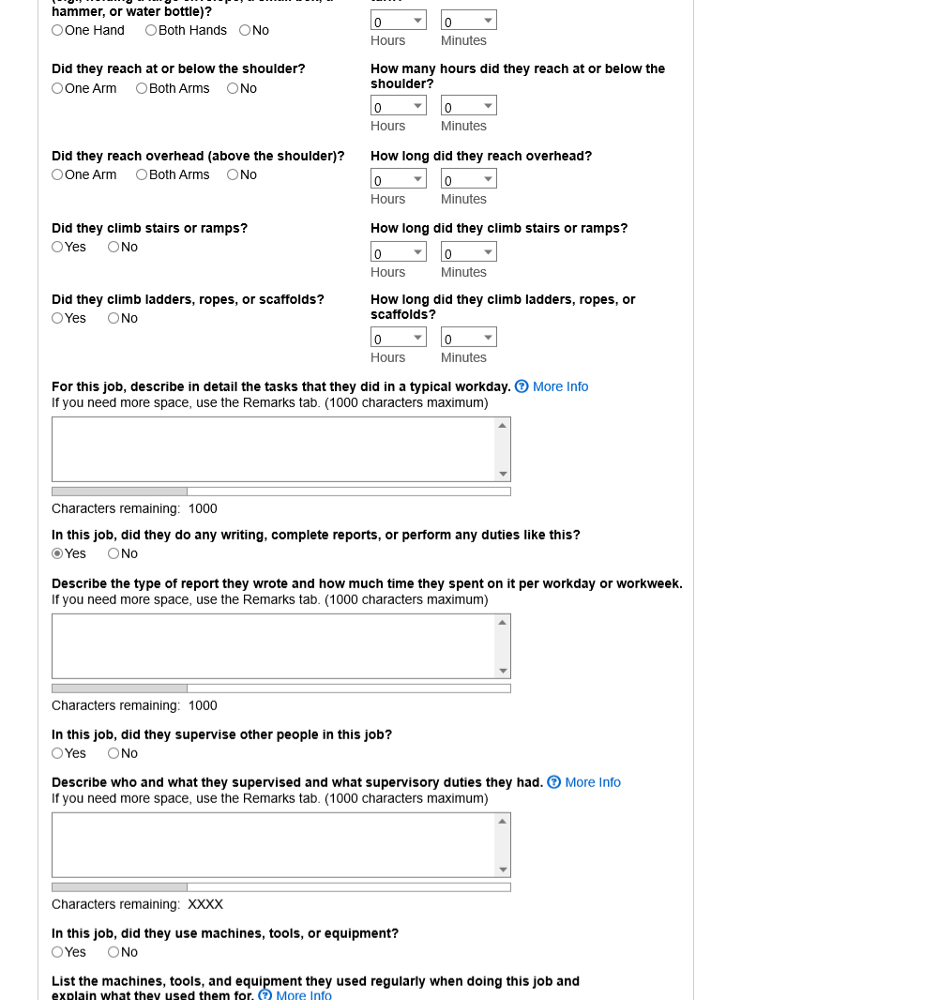 hammer, or water bottle)?
One Hand Both Hands No
0 0
Hours Minutes
Did they reach at or below the shoulder?
One Arm Both Arms No
How many hours did they reach at or below the
shoulder?
0 0
Hours Minutes
Did they reach overhead (above the shoulder)?
One Arm Both Arms No
How long did they reach overhead?
0 0
Hours Minutes
Did they climb stairs or ramps?
Yes No
How long did they climb stairs or ramps?
0 0
Hours Minutes
Did they climb ladders, ropes, or scaffolds?
Yes No
How long did they climb ladders, ropes, or
scaffolds?
0 0
Hours Minutes
For this job, describe in detail the tasks that they did in a typical workday. ? More Info
If you need more space, use the Remarks tab. (1000 characters maximum)
Characters remaining: 1000
In this job, did they do any writing, complete reports, or perform any duties like this?
Yes No
Describe the type of report they wrote and how much time they spent on it per workday or workweek.
If you need more space, use the Remarks tab. (1000 characters maximum)
Characters remaining: 1000
In this job, did they supervise other people in this job?
Yes No
Describe who and what they supervised and what supervisory duties they had. ? More Info
If you need more space, use the Remarks tab. (1000 characters maximum)
Characters remaining: XXXX
In this job, did they use machines, tools, or equipment?
Yes No
List the machines, tools, and equipment they used regularly when doing this job and
explain what they used them for. ? More Info